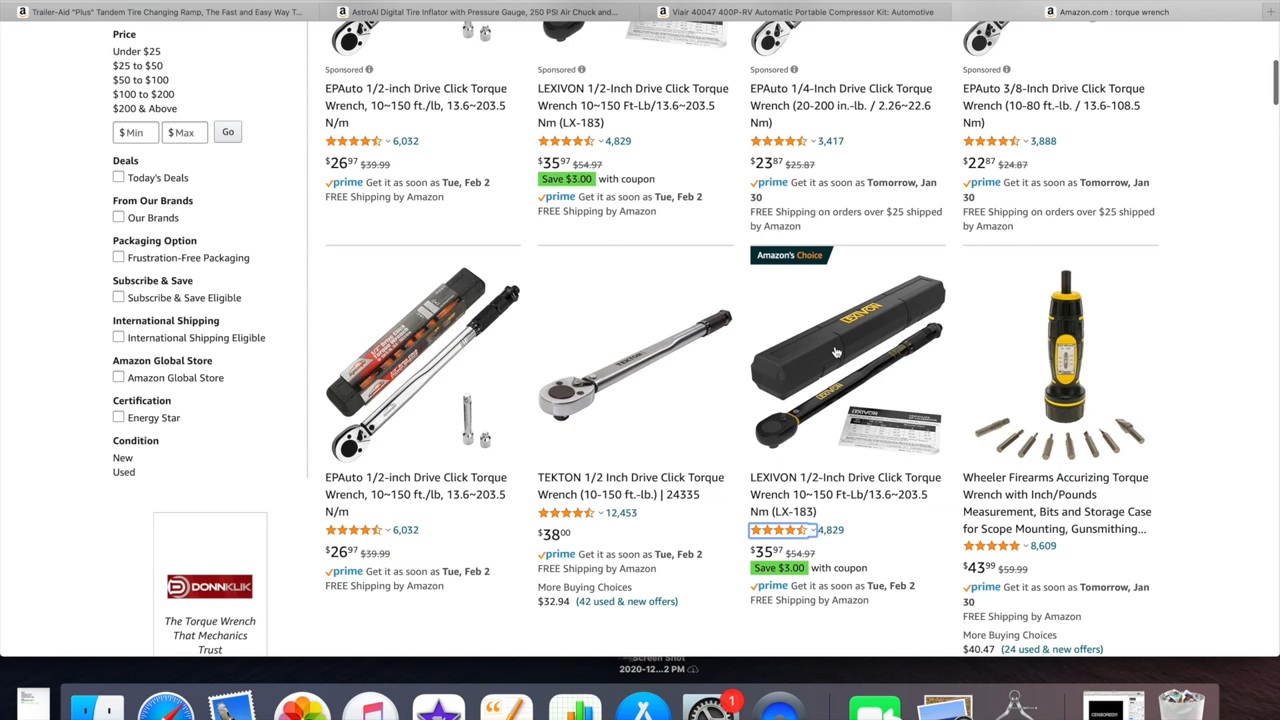 Trailer-Aid "Plus" Tandem Tire Changing Ramp, The Fast and Easy Way T...
AstroAI Digital Tire Inflator with Pressure Gauge, 250 PSI Air Chuck and...
Viair 40047 400P-RV Automatic Portable Compressor Kit: Automotive
Amazon.com : torque wrench
Price
Under $25
$25 to $50
$50 to $100
$100 to $200
$200 & Above
$ Min
$ Max
Go
Deals
Today's Deals
From Our Brands
Our Brands
Packaging Option
Frustration-Free Packaging
Subscribe & Save
Subscribe & Save Eligible
International Shipping
International Shipping Eligible
Amazon Global Store
Amazon Global Store
Certification
Energy Star
Condition
New
Used
DONNKLIK
The Torque Wrench
That Mechanics
Trust
Sponsored
EPAuto 1/2-inch Drive Click Torque
Wrench, 10~150 ft./lb, 13.6~203.5
N/m
6,032
$26 97 $39.99
prime Get it as soon as Tue, Feb 2
FREE Shipping by Amazon
Sponsored
LEXIVON 1/2-Inch Drive Click Torque
Wrench 10~150 Ft-Lb/13.6~203.5
Nm (LX-183)
4,829
$35 97 $54.97
Save $3.00 with coupon
prime Get it as soon as Tue, Feb 2
FREE Shipping by Amazon
Sponsored
EPAuto 1/4-inch Drive Click Torque
Wrench (20-200 in.-lb. / 2.26~22.6
Nm)
3,417
$23 87 $25.87
prime Get it as soon as Tomorrow, Jan
30
FREE Shipping on orders over $25 shipped
by Amazon
Sponsored
EPAuto 3/8-Inch Drive Click Torque
Wrench (10-80 ft.-lb. / 13.6-108.5
Nm)
3,888
$22 87 $24.87
prime Get it as soon as Tomorrow, Jan
30
FREE Shipping on orders over $25 shipped
by Amazon
EPAuto 1/2-inch Drive Click Torque
Wrench, 10~150 ft./lb, 13.6~203.5
N/m
6,032
$26 97 $39.99
prime Get it as soon as Tue, Feb 2
FREE Shipping by Amazon
TEKTON
TEKTON 1/2 Inch Drive Click Torque
Wrench (10-150 ft.-lb.) | 24335
12,453
$38 00
prime Get it as soon as Tue, Feb 2
FREE Shipping by Amazon
More Buying Choices
$32.94 (42 used & new offers)
Amazon's Choice
LEXIVON
LEXIVON
LEXIVON
LEXIVON 1/2-Inch Drive Click Torque
Wrench 10~150 Ft-Lb/13.6~203.5
Nm (LX-183)
4,829
$35 97 $54.97
Save $3.00 with coupon
prime Get it as soon as Tue, Feb 2
FREE Shipping by Amazon
Wheeler Firearms Accurizing Torque
Wrench with Inch/Pounds
Measurement, Bits and Storage Case
for Scope Mounting, Gunsmithing...
8,609
$43 99 $59.99
prime Get it as soon as Tomorrow, Jan
30
FREE Shipping by Amazon
More Buying Choices
$40.47 (24 used & new offers)
Screen Shot
2020-12...2 PM
1
CENSORED!!